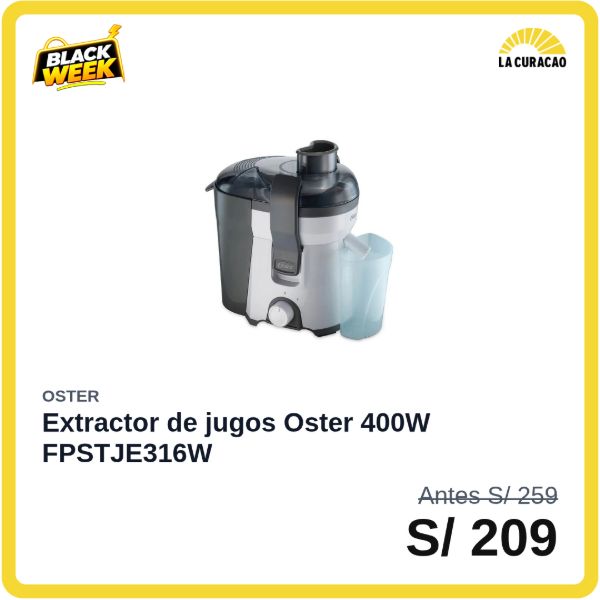 BLACK
WEEK
LA CURACAO
OSTER
Extractor de jugos Oster 400W
FPSTJE316W
Antes S/ 259
S/ 209